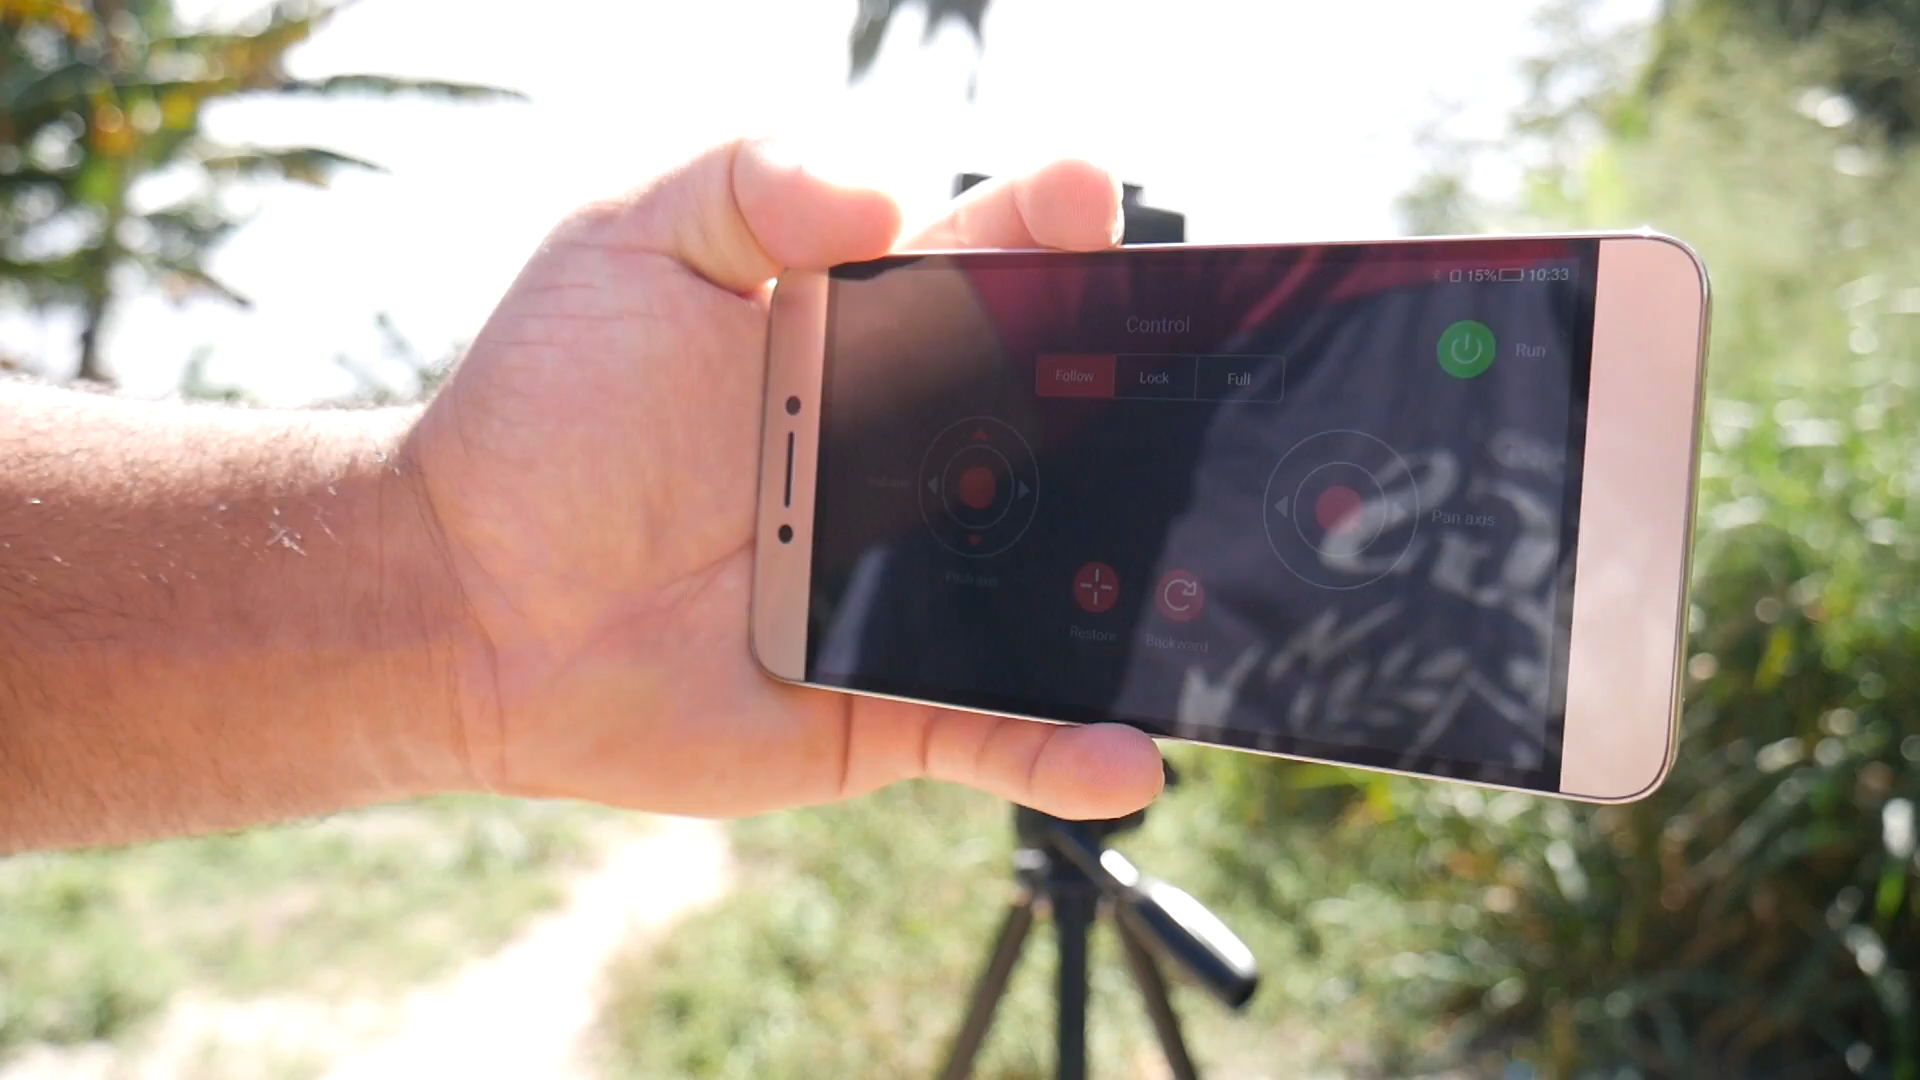 15% 10:33
Control
Run
Follow Lock Full
Pan axis
Restore
Backward